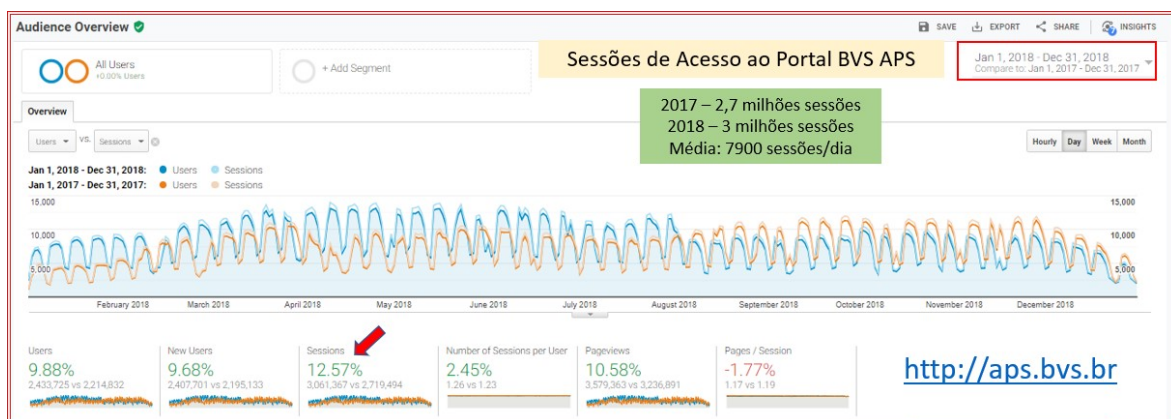 Audience Overview
SAVE EXPORT SHARE INSIGHTS
All Users
+0.00% Users
+ Add Segment
Sessões de Acesso ao Portal BVS APS
Jan 1, 2018 - Dec 31, 2018
Compare to: Jan 1, 2017 - Dec 31, 2017
Overview
2017 – 2,7 milhões sessões
2018 – 3 milhões sessões
Média: 7900 sessões/dia
Users VS. Sessions
Hourly Day Week Month
Jan 1, 2018 - Dec 31, 2018: Users Sessions
Jan 1, 2017 - Dec 31, 2017: Users Sessions
15,000 15,000
10,000 10,000
5,000 5,000
February 2018 March 2018 April 2018 May 2018 June 2018 July 2018 August 2018 September 2018 October 2018 November 2018 December 2018
Users New Users Sessions Number of Sessions per User Pageviews Pages / Session
9.88% 9.68% 12.57% 2.45% 10.58% -1.77%
2,433,725 vs 2,214,832 2,407,701 vs 2,195,133 3,061,367 vs 2,719,494 1.26 vs 1.23 3,579,363 vs 3,236,891 1.17 vs 1.19
http://aps.bvs.br